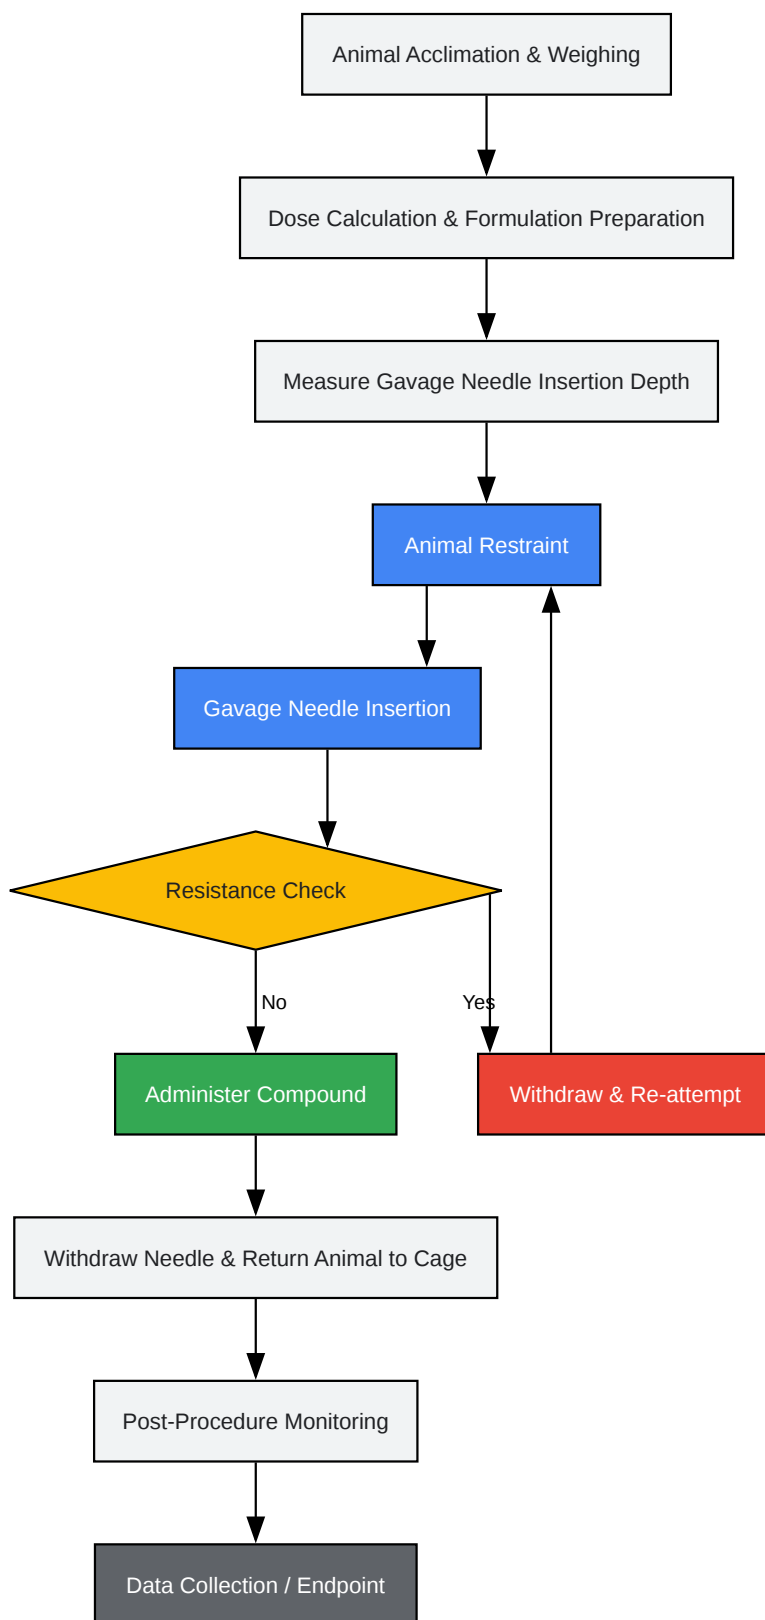 Animal Acclimation & Weighing
Dose Calculation & Formulation Preparation
Measure Gavage Needle Insertion Depth
Animal Restraint
Gavage Needle Insertion
Resistance Check
No
Yes
Administer Compound
Withdraw & Re-attempt
Withdraw Needle & Return Animal to Cage
Post-Procedure Monitoring
Data Collection / Endpoint